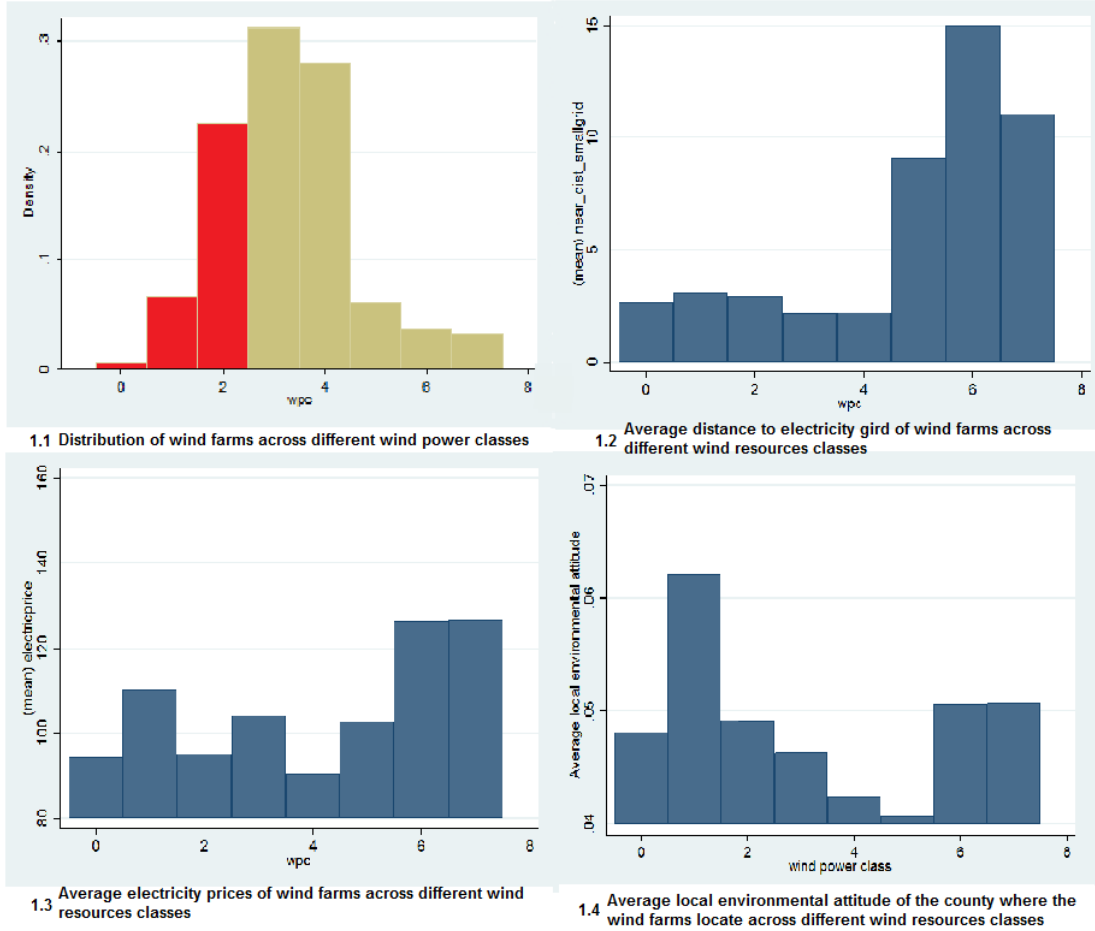 .3
.2
.1
0
Density
0 2 4 6 8
wpc
1.1 Distribution of wind farms across different wind power classes
15
10
5
0
(mean) near_dist_smallgrid
0 2 4 6 8
wpc
1.2 Average distance to electricity gird of wind farms across
different wind resources classes
160
140
120
100
80
(mean) electricprice
0 2 4 6 8
wpc
1.3 Average electricity prices of wind farms across different wind
resources classes
.07
.06
.05
.04
Average local environmental attitude
0 2 4 6 8
wind power class
1.4 Average local environmental attitude of the county where the
wind farms locate across different wind resources classes